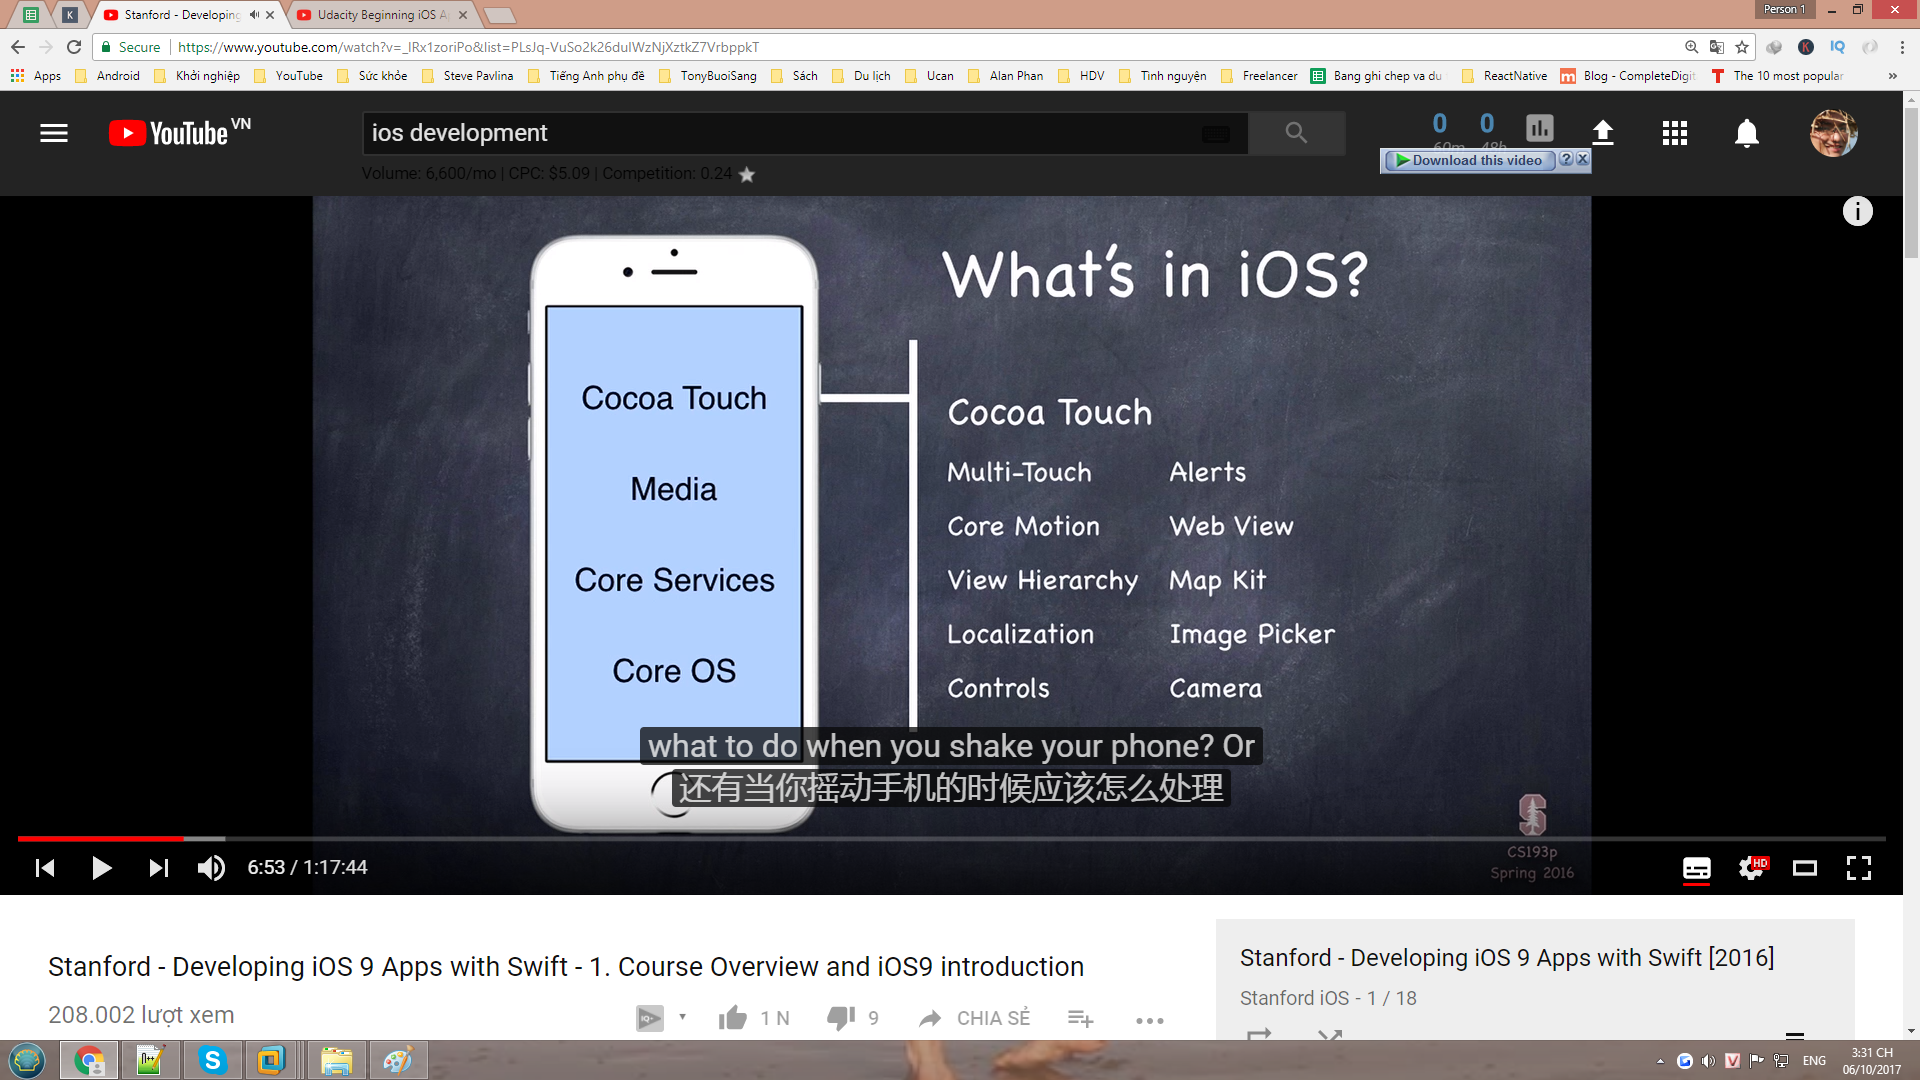 Stanford - Developing
Udacity Beginning iOS A
Person 1
Secure
https://www.youtube.com/watch?v=_lRx1zoriPo&list=PLsJq-VuSo2k26duIWzNjXztkZ7VrbppkT
Apps Android Khởi nghiệp YouTube Sức khỏe Steve Pavlina Tiếng Anh phụ đề TonyBuoiSang Sách Du lịch Ucan Alan Phan HDV Tình nguyện Freelancer Bang ghi chep va du ReactNative Blog - CompleteDigit The 10 most popular »
YouTube VN
ios development
0 0
60m 48h
Download this video
Volume: 6,600/mo | CPC: $5.09 | Competition: 0.24
What's in iOS?
Cocoa Touch
Media
Core Services
Core OS
Cocoa Touch
Multi-Touch Alerts
Core Motion Web View
View Hierarchy Map Kit
Localization Image Picker
Controls Camera
what to do when you shake your phone? Or
还有当你摇动手机的时候应该怎么处理
CS193p
Spring 2016
6:53 / 1:17:44
HD
Stanford - Developing iOS 9 Apps with Swift - 1. Course Overview and iOS9 introduction
208.002 lượt xem
1 N
9
CHIA SẺ
Stanford - Developing iOS 9 Apps with Swift [2016]
Stanford iOS - 1 / 18
ENG
3:31 CH
06/10/2017